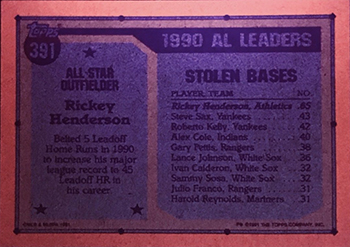 Topps
391
1990 AL LEADERS
ALL-STAR
OUTFIELDER
Rickey
Henderson
Belted 5 Leadoff
Home Runs in 1990
to increase his major
league record to 45
Leadoff HR in
his career.
STOLEN BASES
PLAYER, TEAM NO.
Rickey Henderson, Athletics . 65
Steve Sax, Yankees . . . . . . 43
Roberto Kelly, Yankees . . . . 42
Alex Cole, Indians . . . . . . 40
Gary Pettis, Rangers . . . . . 38
Lance Johnson, White Sox . . 36
Ivan Calderon, White Sox . . . 32
Sammy Sosa, White Sox . . . 32
Julio Franco, Rangers . . . . . 31
Harold Reynolds, Mariners . . 31